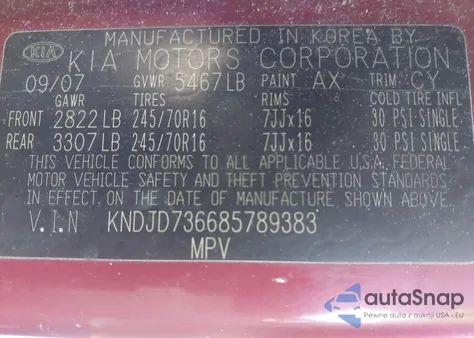 MANUFACTURED IN KOREA BY
KIA KIA MOTORS CORPORATION
09/07 GVWR 5467LB PAINT AX TRIM CY
GAWR TIRES RIMS COLD TIRE INFL
FRONT 2822LB 245/70R16 7JJx16 30 PSI SINGLE
REAR 3307LB 245/70R16 7JJx16 30 PSI SINGLE
THIS VEHICLE CONFORMS TO ALL APPLICABLE U.S.A. FEDERAL
MOTOR VEHICLE SAFETY AND THEFT PREVENTION STANDARDS
IN EFFECT ON THE DATE OF MANUFACTURE SHOWN ABOVE.
V.I.N KNDJD736685789383
MPV
autoSnap
Pewne auta z aukcji USA - EU